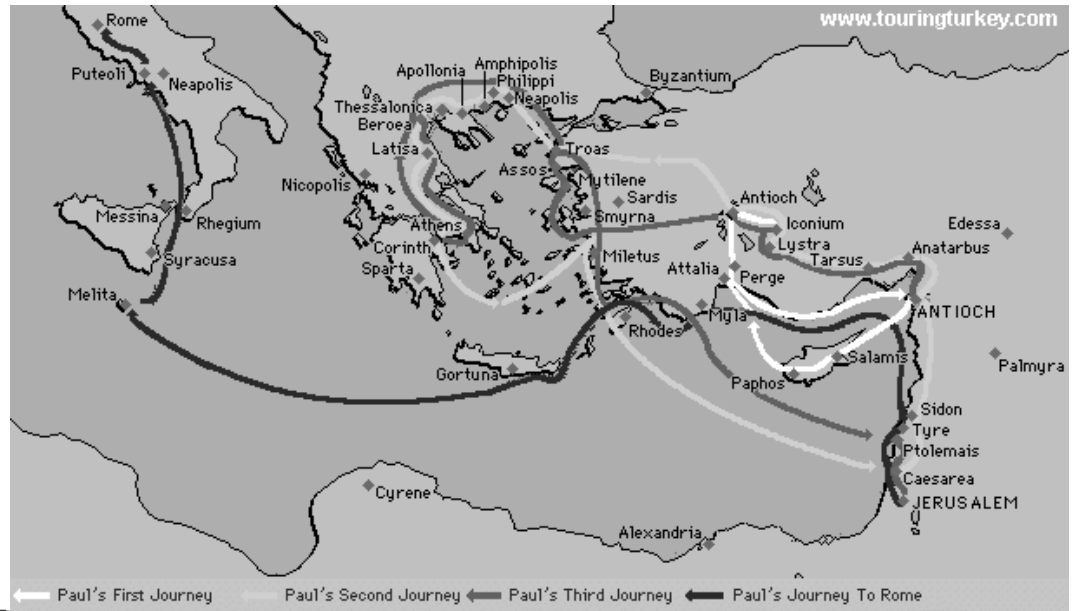 www.touringturkey.com
Rome
Puteoli
Neapolis
Apollonia
Amphipolis
Philippi
Neapolis
Byzantium
Thessalonica
Beroea
Latisa
Troas
Assos
Mytilene
Nicopolis
Sardis
Antioch
Smyrna
Iconium
Edessa
Messina
Rhegium
Athens
Lystra
Anatarbus
Corinth
Tarsus
Syracusa
Sparta
Miletus
Attalia
Perge
Melita
Myla
ANTIOCH
Rhodes
Salamis
Palmyra
Gortuna
Paphos
Sidon
Tyre
Ptolemais
Caesarea
Cyrene
JERUSALEM
Alexandria
Paul's First Journey
Paul's Second Journey
Paul's Third Journey
Paul's Journey To Rome